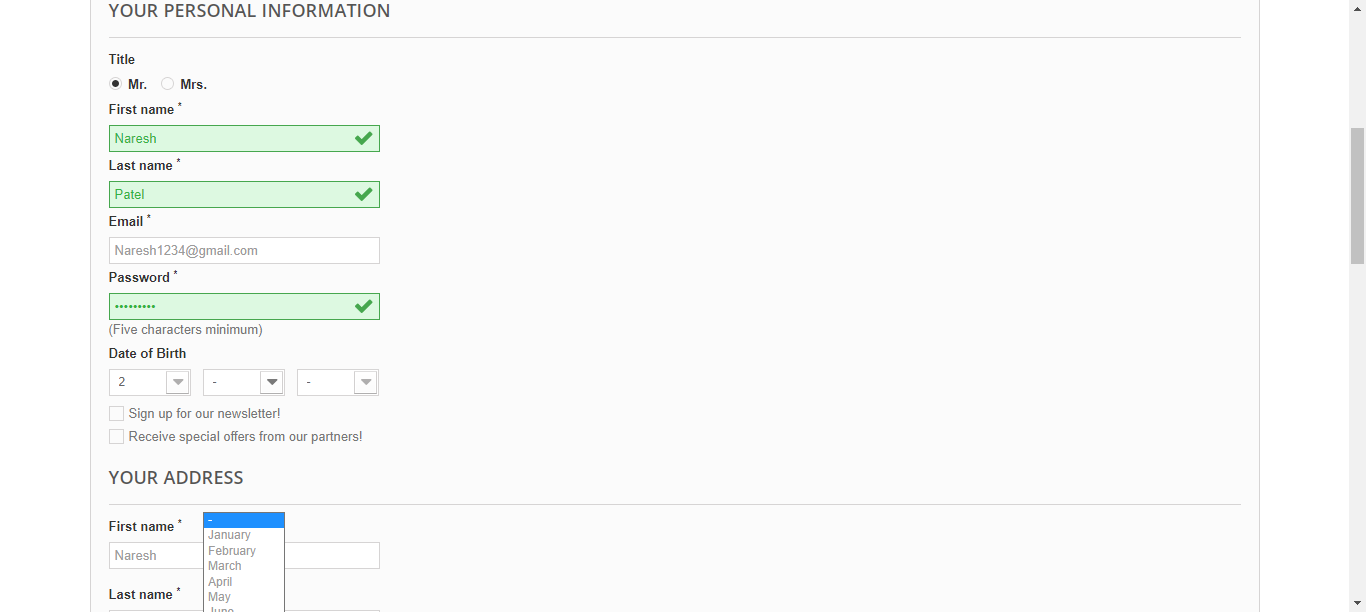 YOUR PERSONAL INFORMATION
Title
Mr. Mrs.
First name *
Naresh
Last name *
Patel
Email *
Naresh1234@gmail.com
Password *
•••••••••
(Five characters minimum)
Date of Birth
2 - -
Sign up for our newsletter!
Receive special offers from our partners!
YOUR ADDRESS
First name *
-
January
Naresh
February
March
April
Last name *
May
June